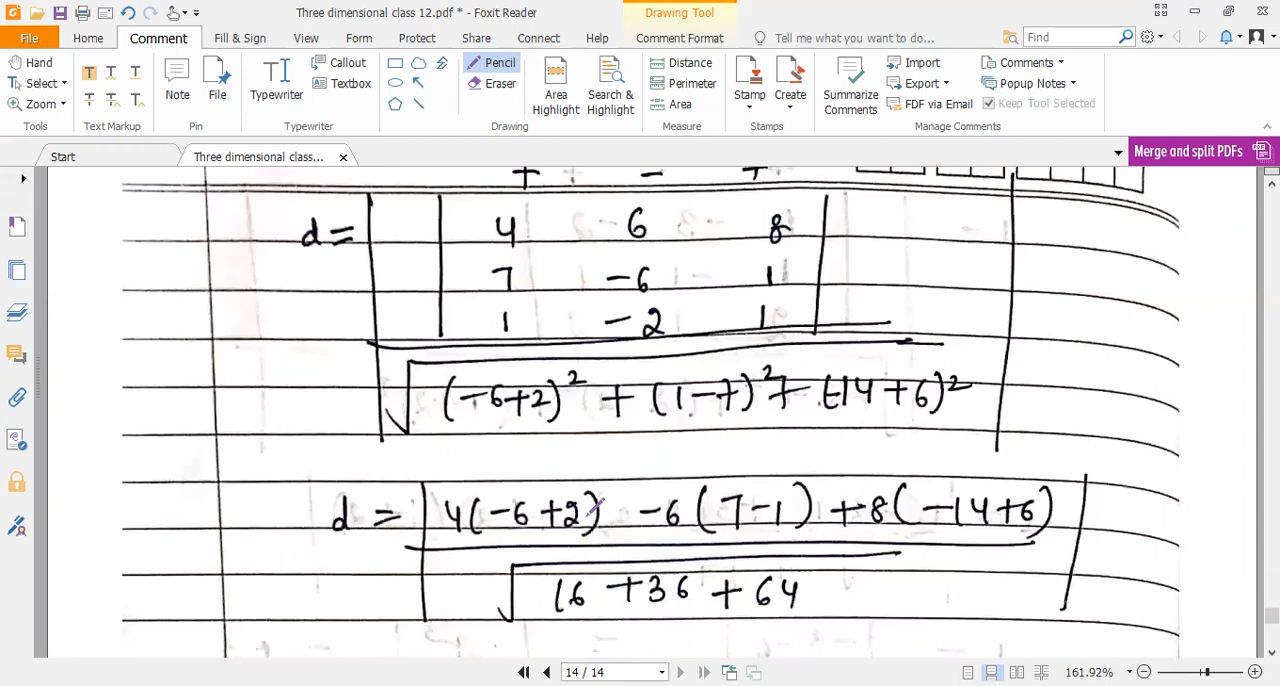 Three dimensional class 12.pdf * - Foxit Reader
Drawing Tool
File Home Comment Fill & Sign View Form Protect Share Connect Help Comment Format Tell me what you want to do... Find
Hand
Select
Zoom
Tools
Text Markup
Note
File
Pin
Typewriter
Callout
Textbox
Typewriter
Pencil
Eraser
Area Highlight
Search & Highlight
Drawing
Distance
Perimeter
Area
Measure
Stamp
Create
Stamps
Summarize Comments
Import
Export
FDF via Email
Comments
Popup Notes
Keep Tool Selected
Manage Comments
Start
Three dimensional class...
Merge and split PDFs
+ - +
d= | 4 6 8
7 -6 1
1 -2 1
√(-6+2)² + (1-7)² + (-14+6)²
d = | 4(-6+2) -6(7-1) +8(-14+6) |
√16 +36 +64
14 / 14
161.92%